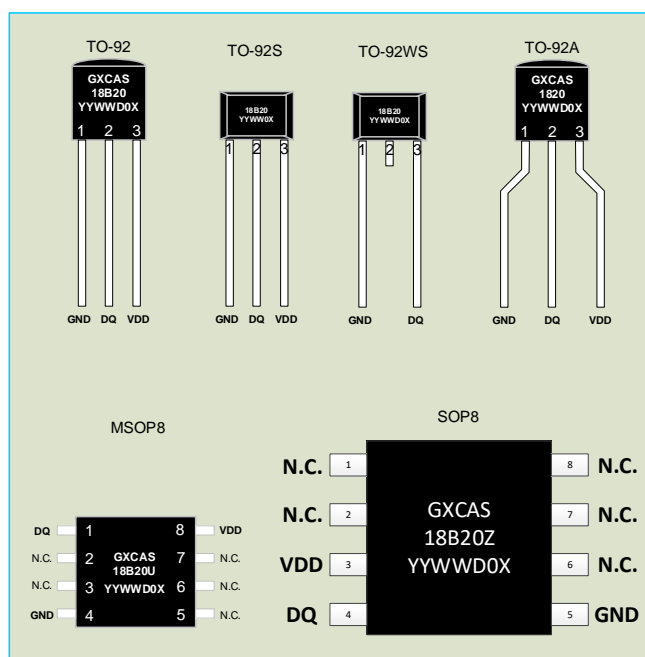 TO-92
GXCAS
18B20
YYWWD0X
1 2 3
GND DQ VDD
TO-92S
18B20
YYWW0X
1 2 3
GND DQ VDD
TO-92WS
18B20
YYWWD0X
1 2 3
GND DQ
TO-92A
GXCAS
1820
YYWWD0X
1 2 3
GND DQ VDD
MSOP8
DQ 1 8 VDD
N.C. 2 GXCAS 7 N.C.
18B20U
N.C. 3 YYWWD0X 6 N.C.
GND 4 5 N.C.
SOP8
N.C. 1 8 N.C.
N.C. 2 GXCAS 7 N.C.
18B20Z
VDD 3 YYWWD0X 6 N.C.
DQ 4 5 GND